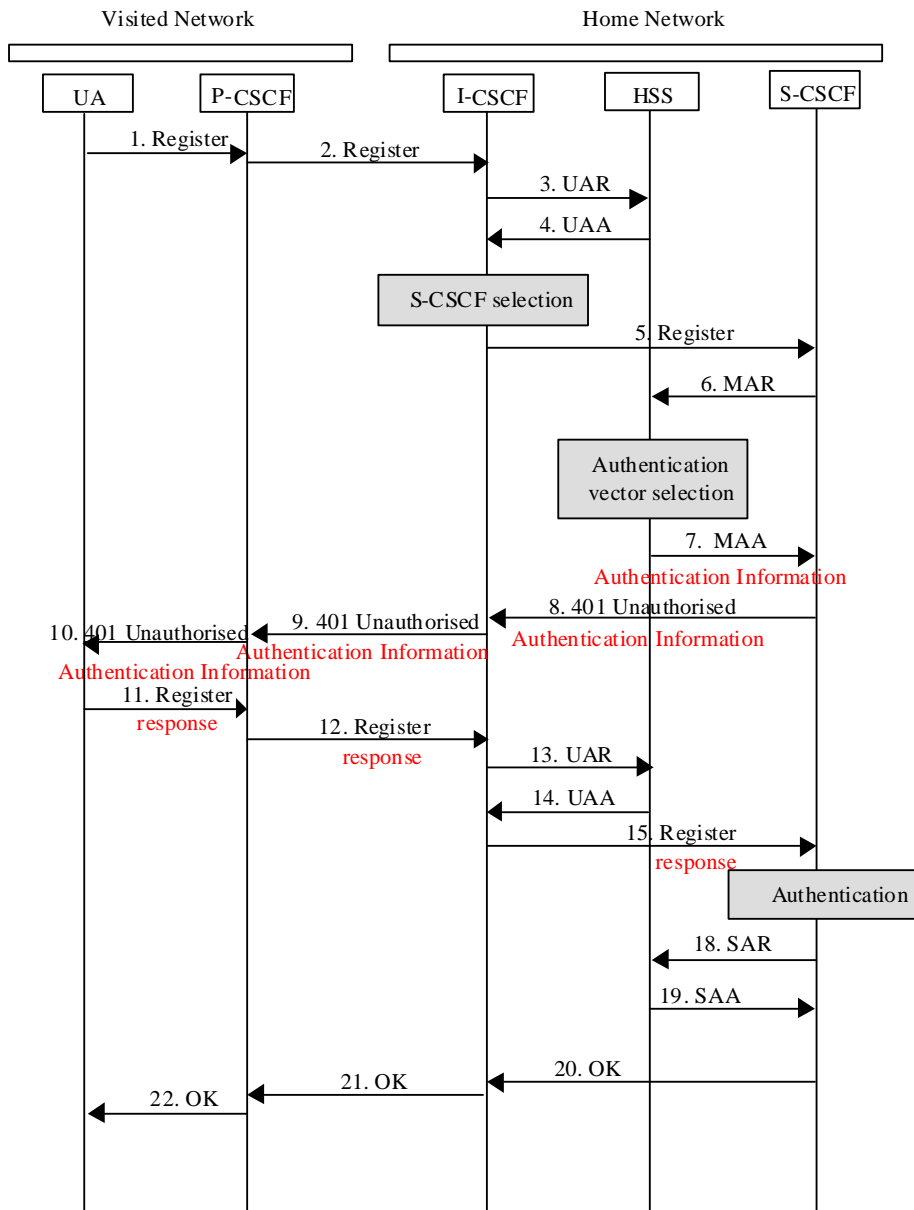 Visited Network
Home Network
UA
P-CSCF
I-CSCF
HSS
S-CSCF
1. Register
2. Register
3. UAR
4. UAA
S-CSCF selection
5. Register
6. MAR
Authentication
vector selection
7. MAA
Authentication Information
8. 401 Unauthorised
Authentication Information
9. 401 Unauthorised
Authentication Information
10. 401 Unauthorised
Authentication Information
11. Register
response
12. Register
response
13. UAR
14. UAA
15. Register
response
Authentication
18. SAR
19. SAA
20. OK
21. OK
22. OK